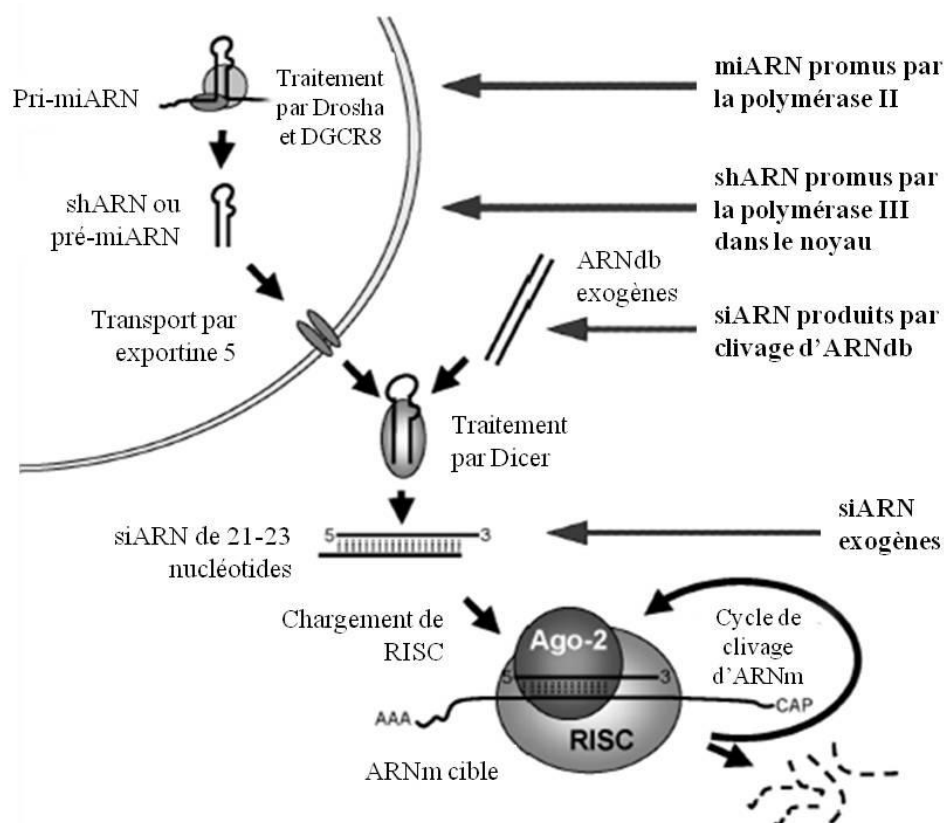 Pri-miARN
Traitement
par Drosha
et DGCR8
miARN promus par
la polymérase II
shARN ou
pré-miARN
shARN promus par
la polymérase III
dans le noyau
ARNdb
exogènes
Transport par
exportine 5
siARN produits par
clivage d'ARNdb
Traitement
par Dicer
siARN de 21-23
nucléotides
5
3
siARN
exogènes
Chargement de
RISC
Ago-2
5
3
Cycle de
clivage
d'ARNm
AAA
CAP
RISC
ARNm cible